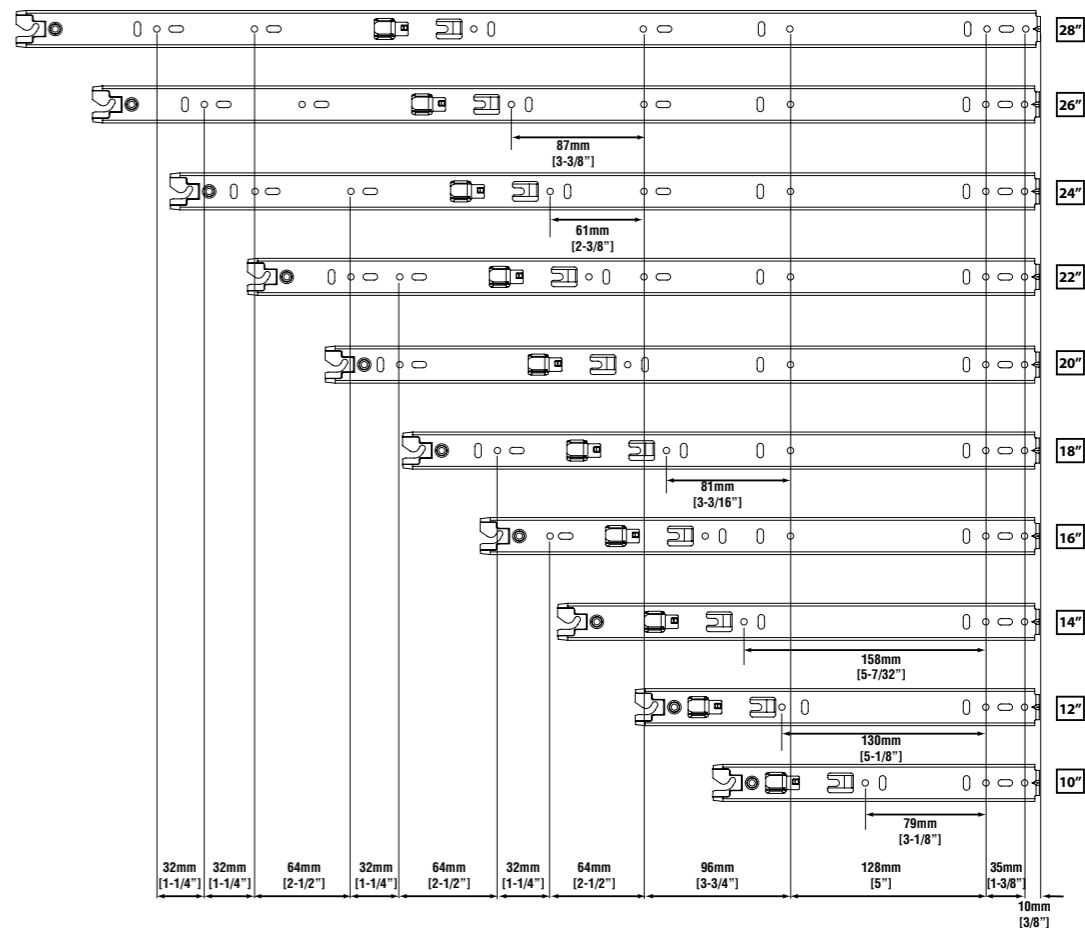 28”
26”
87mm
[3-3/8”]
24”
61mm
[2-3/8”]
22”
20”
18”
81mm
[3-3/16”]
16”
14”
158mm
[5-7/32”]
12”
130mm
[5-1/8”]
10”
79mm
[3-1/8”]
32mm 32mm 64mm 32mm 64mm 32mm 64mm 96mm 128mm 35mm
[1-1/4”] [1-1/4”] [2-1/2”] [1-1/4”] [2-1/2”] [1-1/4”] [2-1/2”] [3-3/4”] [5”] [1-3/8”]
10mm
[3/8”]